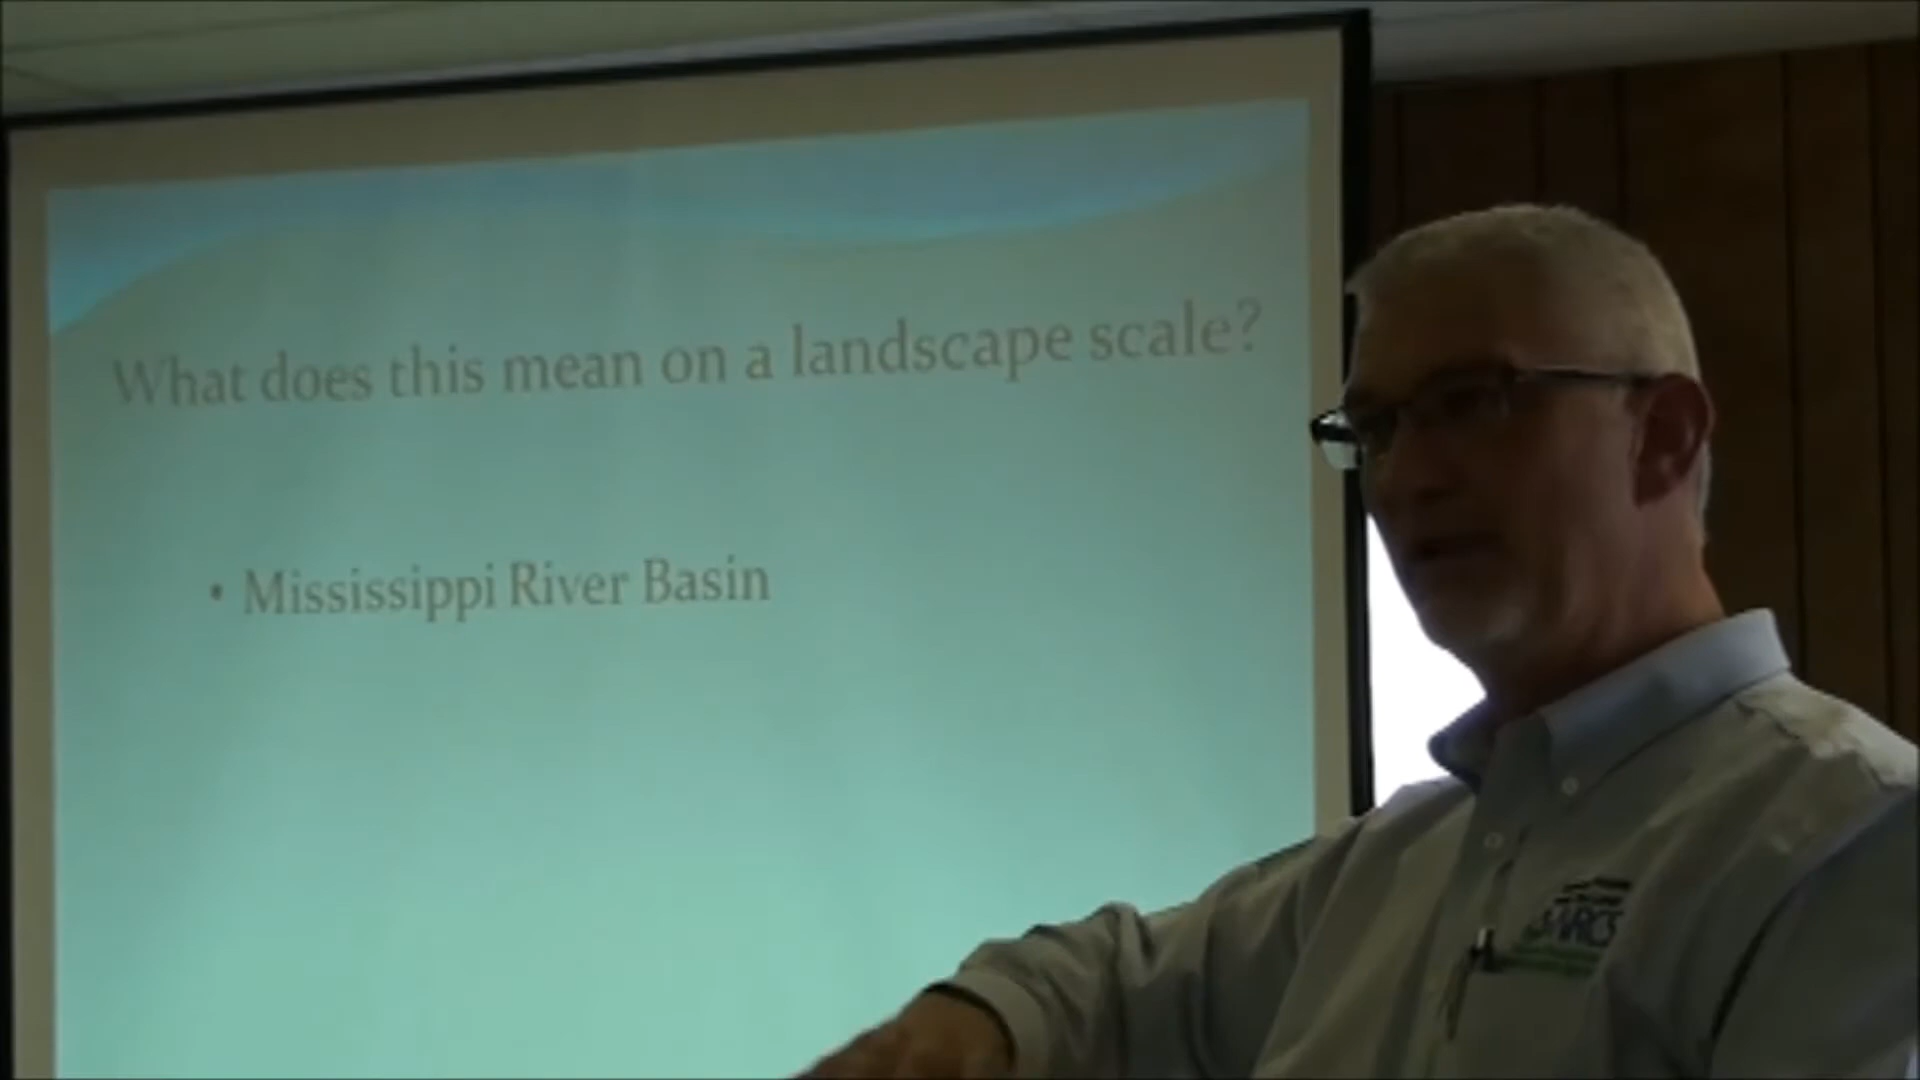 What does this mean on a landscape scale?
• Mississippi River Basin